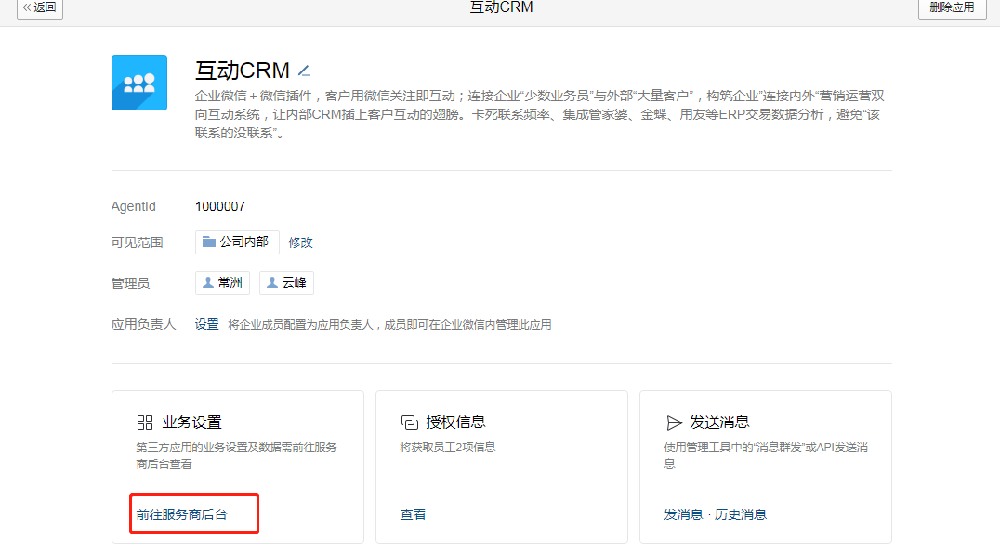 «返回
互动CRM
删除应用
互动CRM
企业微信＋微信插件，客户用微信关注即互动；连接企业“少数业务员”与外部“大量客户”，构筑企业”连接内外“营销运营双
向互动系统，让内部CRM插上客户互动的翅膀。卡死联系频率、集成管家婆、金蝶、用友等ERP交易数据分析，避免“该
联系的没联系”。
AgentId 1000007
可见范围 公司内部 修改
管理员 常洲 云峰
应用负责人 设置 将企业成员配置为应用负责人，成员即可在企业微信内管理此应用
业务设置
第三方应用的业务设置及数据需前往服务
商后台查看
前往服务商后台
授权信息
将获取员工2项信息
查看
发送消息
使用管理工具中的“消息群发”或API发送消
息
发消息 · 历史消息